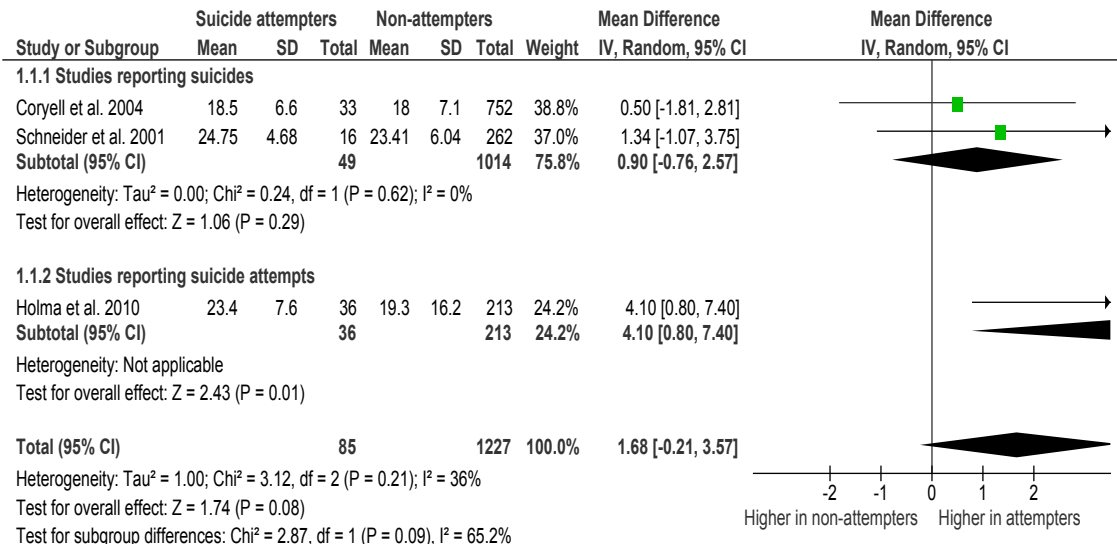 Suicide attempters Non-attempters Mean Difference Mean Difference
Study or Subgroup Mean SD Total Mean SD Total Weight IV, Random, 95% CI IV, Random, 95% CI
1.1.1 Studies reporting suicides
Coryell et al. 2004 18.5 6.6 33 18 7.1 752 38.8% 0.50 [-1.81, 2.81]
Schneider et al. 2001 24.75 4.68 16 23.41 6.04 262 37.0% 1.34 [-1.07, 3.75]
Subtotal (95% CI) 49 1014 75.8% 0.90 [-0.76, 2.57]
Heterogeneity: Tau² = 0.00; Chi² = 0.24, df = 1 (P = 0.62); I² = 0%
Test for overall effect: Z = 1.06 (P = 0.29)
1.1.2 Studies reporting suicide attempts
Holma et al. 2010 23.4 7.6 36 19.3 16.2 213 24.2% 4.10 [0.80, 7.40]
Subtotal (95% CI) 36 213 24.2% 4.10 [0.80, 7.40]
Heterogeneity: Not applicable
Test for overall effect: Z = 2.43 (P = 0.01)
Total (95% CI) 85 1227 100.0% 1.68 [-0.21, 3.57]
Heterogeneity: Tau² = 1.00; Chi² = 3.12, df = 2 (P = 0.21); I² = 36%
Test for overall effect: Z = 1.74 (P = 0.08)
Test for subgroup differences: Chi² = 2.87, df = 1 (P = 0.09), I² = 65.2%
-2 -1 0 1 2
Higher in non-attempters Higher in attempters